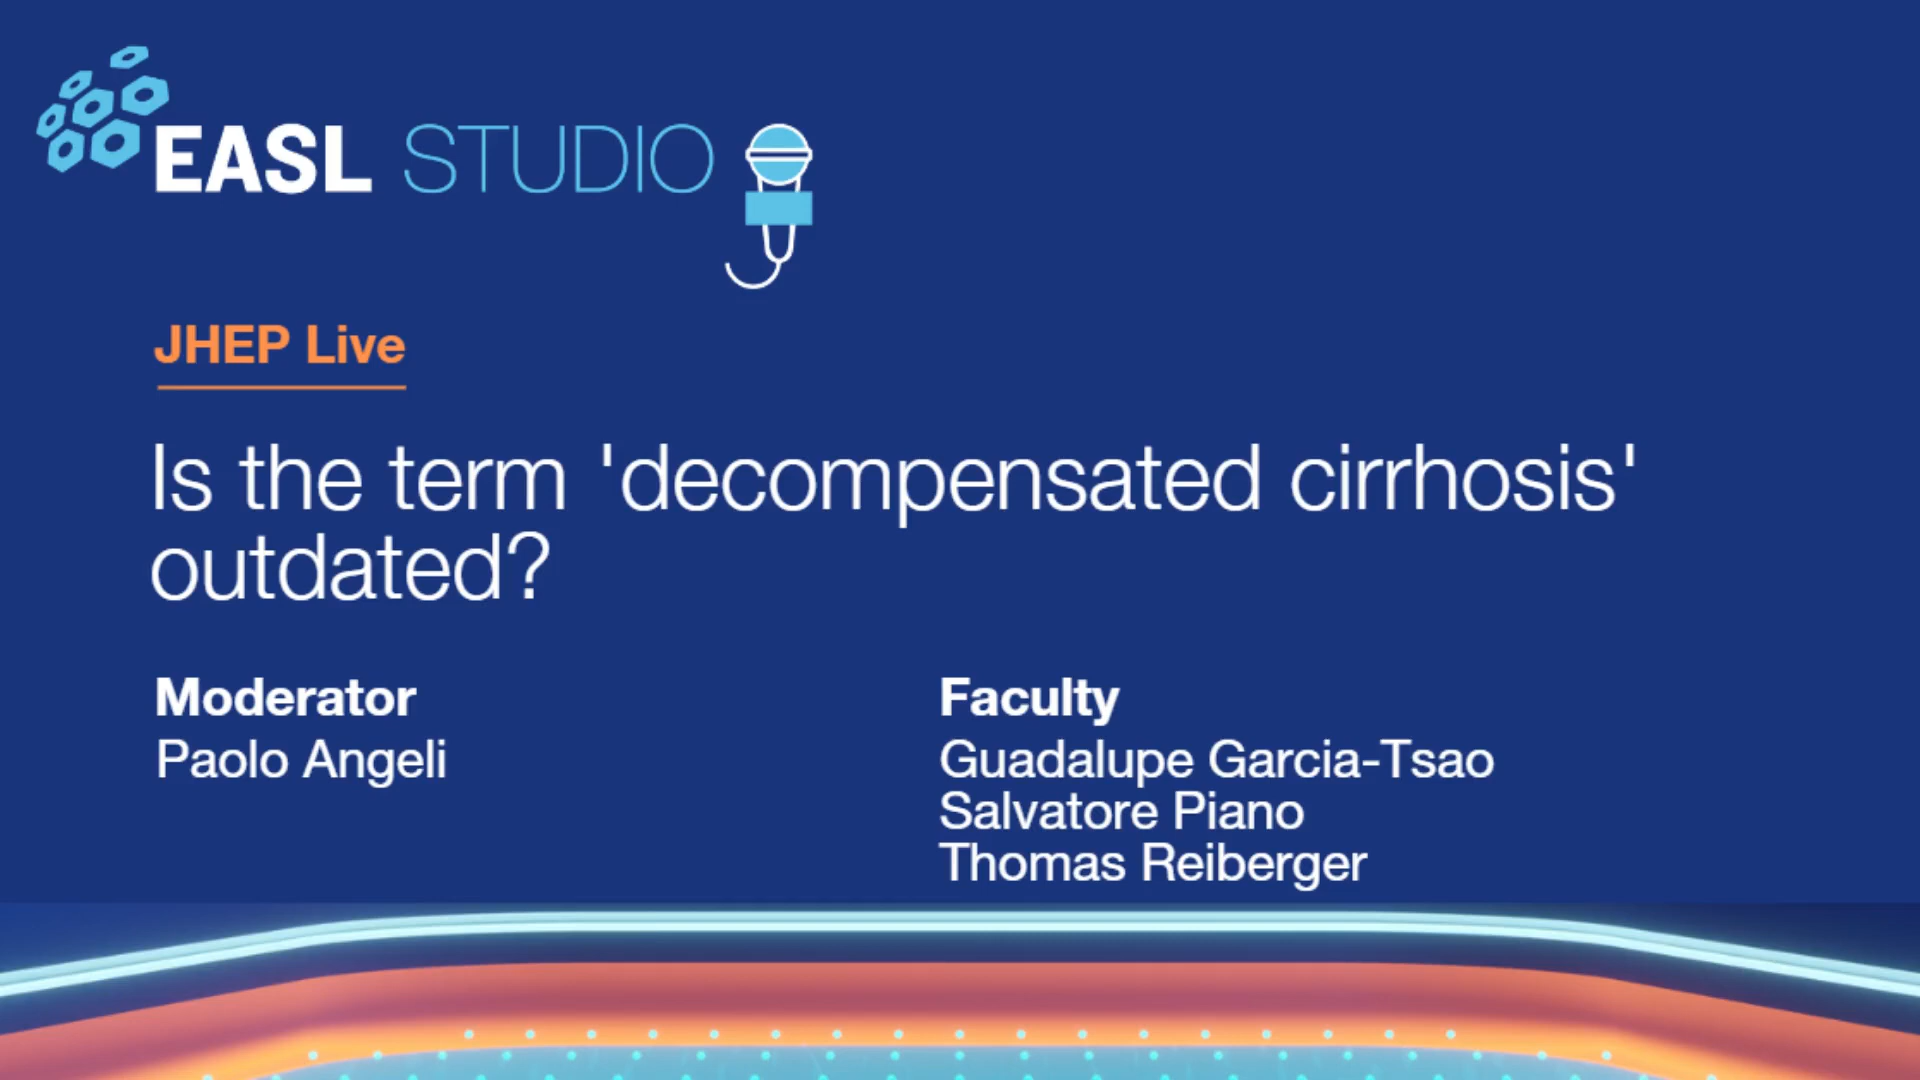 EASL STUDIO
JHEP Live
Is the term 'decompensated cirrhosis'
outdated?
Moderator
Paolo Angeli
Faculty
Guadalupe Garcia-Tsao
Salvatore Piano
Thomas Reiberger